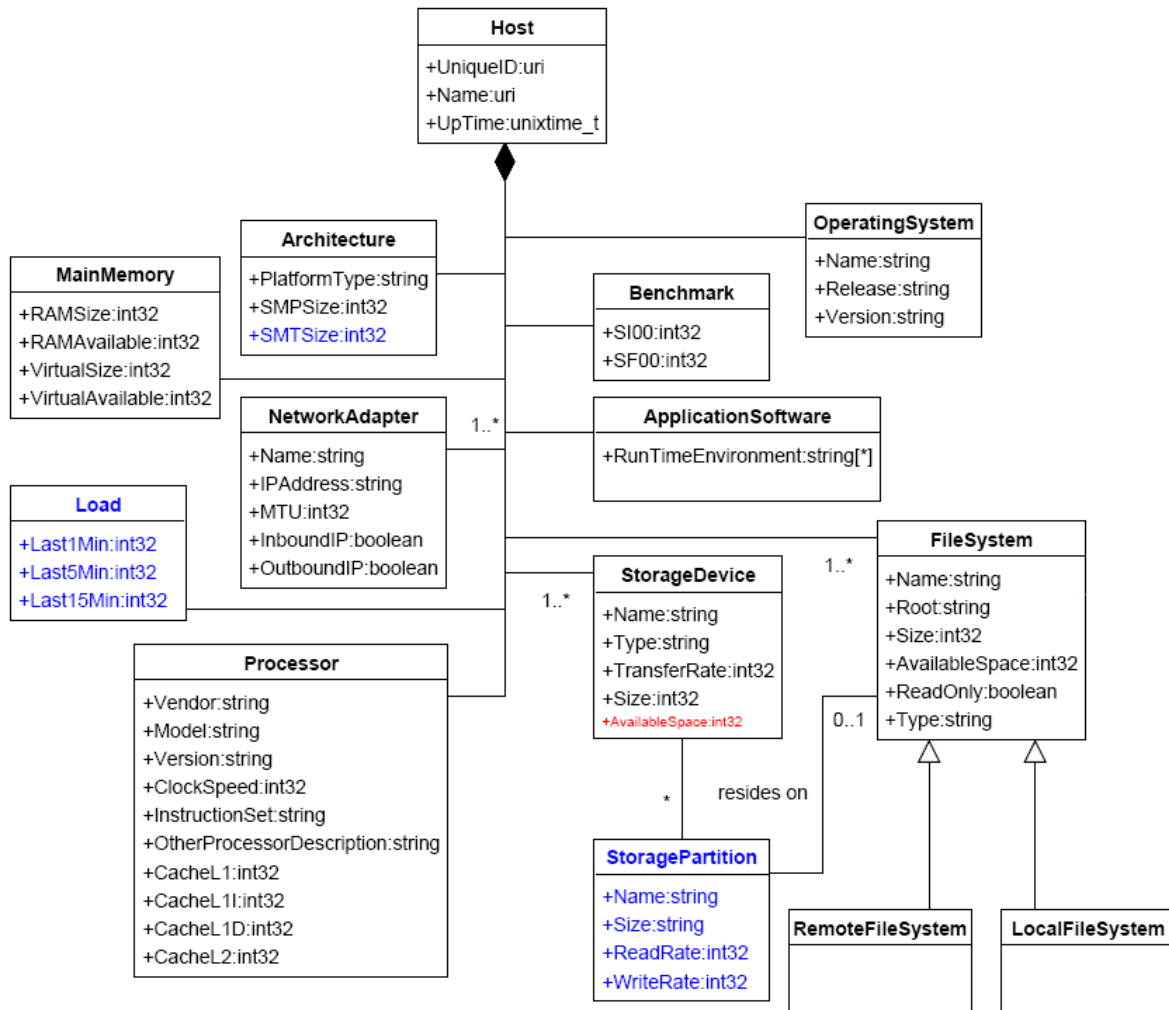 Host
+UniqueID:uri
+Name:uri
+UpTime:unixtime_t
Architecture
+PlatformType:string
+SMPSize:int32
+SMTSize:int32
OperatingSystem
+Name:string
+Release:string
+Version:string
MainMemory
+RAMSize:int32
+RAMAvailable:int32
+VirtualSize:int32
+VirtualAvailable:int32
Benchmark
+SI00:int32
+SF00:int32
NetworkAdapter
+Name:string
+IPAddress:string
+MTU:int32
+InboundIP:boolean
+OutboundIP:boolean
1..*
ApplicationSoftware
+RunTimeEnvironment:string[*]
Load
+Last1Min:int32
+Last5Min:int32
+Last15Min:int32
FileSystem
+Name:string
+Root:string
+Size:int32
+AvailableSpace:int32
+ReadOnly:boolean
+Type:string
1..*
StorageDevice
+Name:string
+Type:string
+TransferRate:int32
+Size:int32
+AvailableSpace:int32
1..*
Processor
+Vendor:string
+Model:string
+Version:string
+ClockSpeed:int32
+InstructionSet:string
+OtherProcessorDescription:string
+CacheL1:int32
+CacheL1I:int32
+CacheL1D:int32
+CacheL2:int32
0..1
resides on
*
StoragePartition
+Name:string
+Size:string
+ReadRate:int32
+WriteRate:int32
RemoteFileSystem
LocalFileSystem